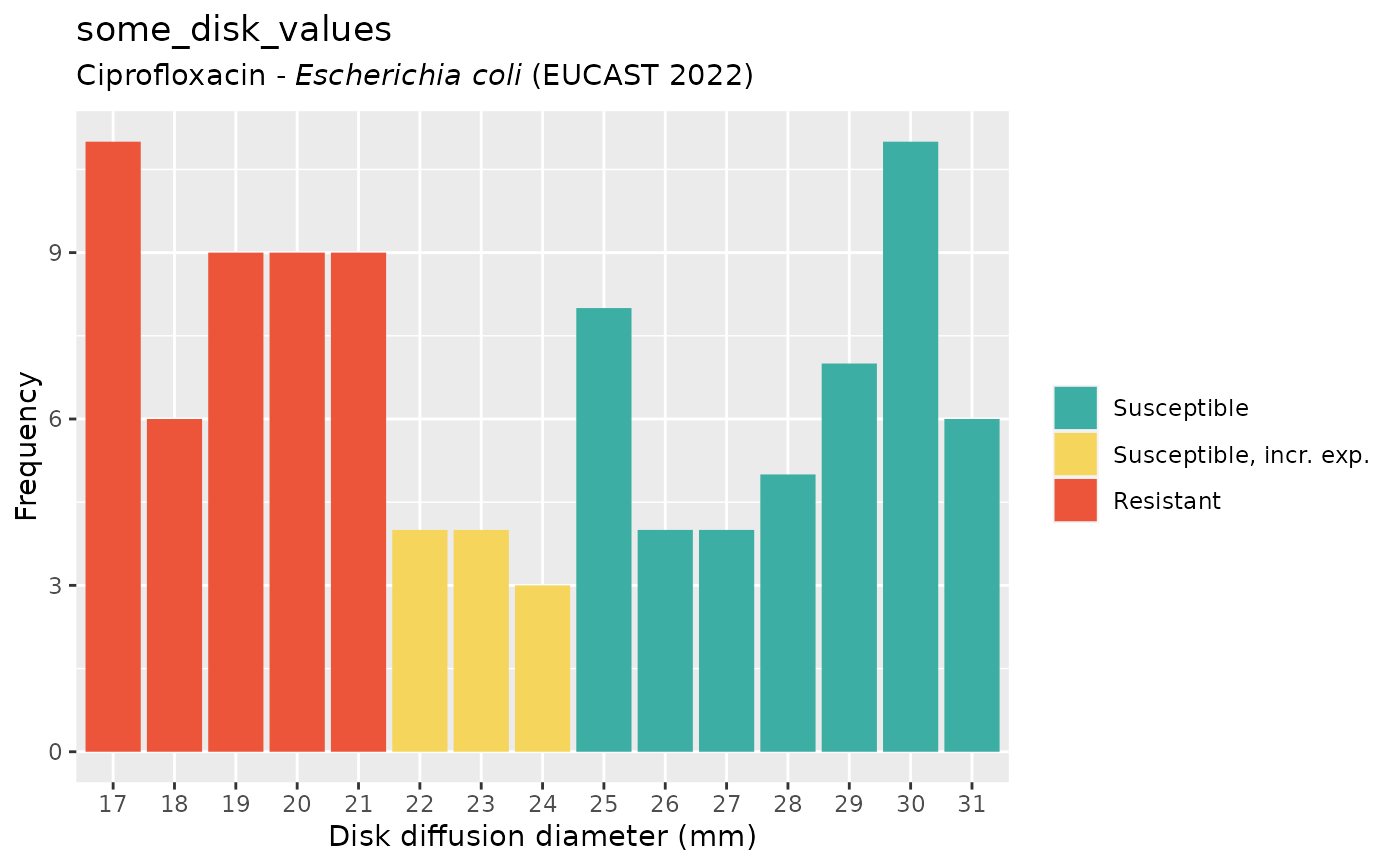 some_disk_values
Ciprofloxacin - Escherichia coli (EUCAST 2022)
Frequency
9
6
3
0
17 18 19 20 21 22 23 24 25 26 27 28 29 30 31
Disk diffusion diameter (mm)
Susceptible
Susceptible, incr. exp.
Resistant